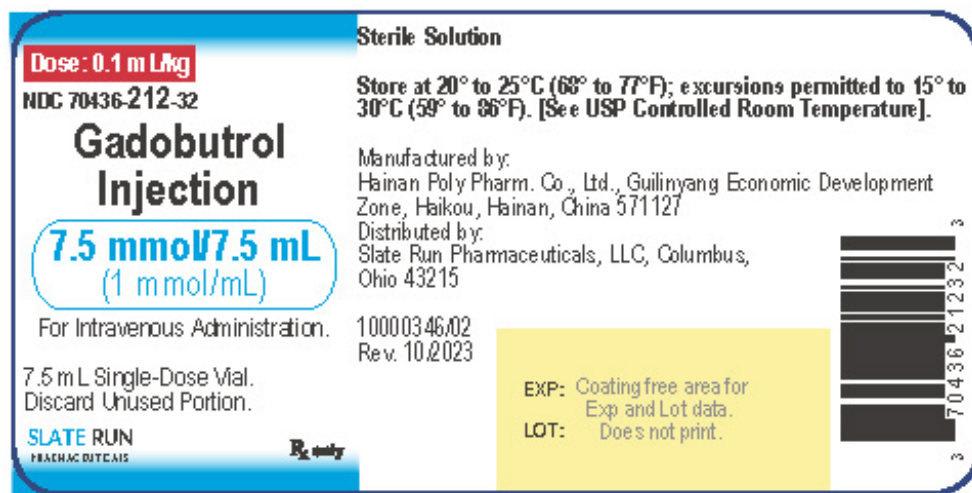 Dose: 0.1 mL/kg
NDC 70436-212-32
Gadobutrol
Injection
7.5 mmol/7.5 mL
(1 mmol/mL)
For Intravenous Administration.
7.5 mL Single-Dose Vial.
Discard Unused Portion.
SLATE RUN
PHARMACEUTICALS
Rx only
Sterile Solution
Store at 20° to 25°C (68° to 77°F); excursions permitted to 15° to
30°C (59° to 86°F). [See USP Controlled Room Temperature].
Manufactured by:
Hainan Poly Pharm. Co., Ltd., Guilinyang Economic Development
Zone, Haikou, Hainan, China 571127
Distributed by:
Slate Run Pharmaceuticals, LLC, Columbus,
Ohio 43215
10000346/02
Rev. 10/2023
EXP: Coating free area for
Exp and Lot data.
LOT: Does not print.
3 70436 21232 3